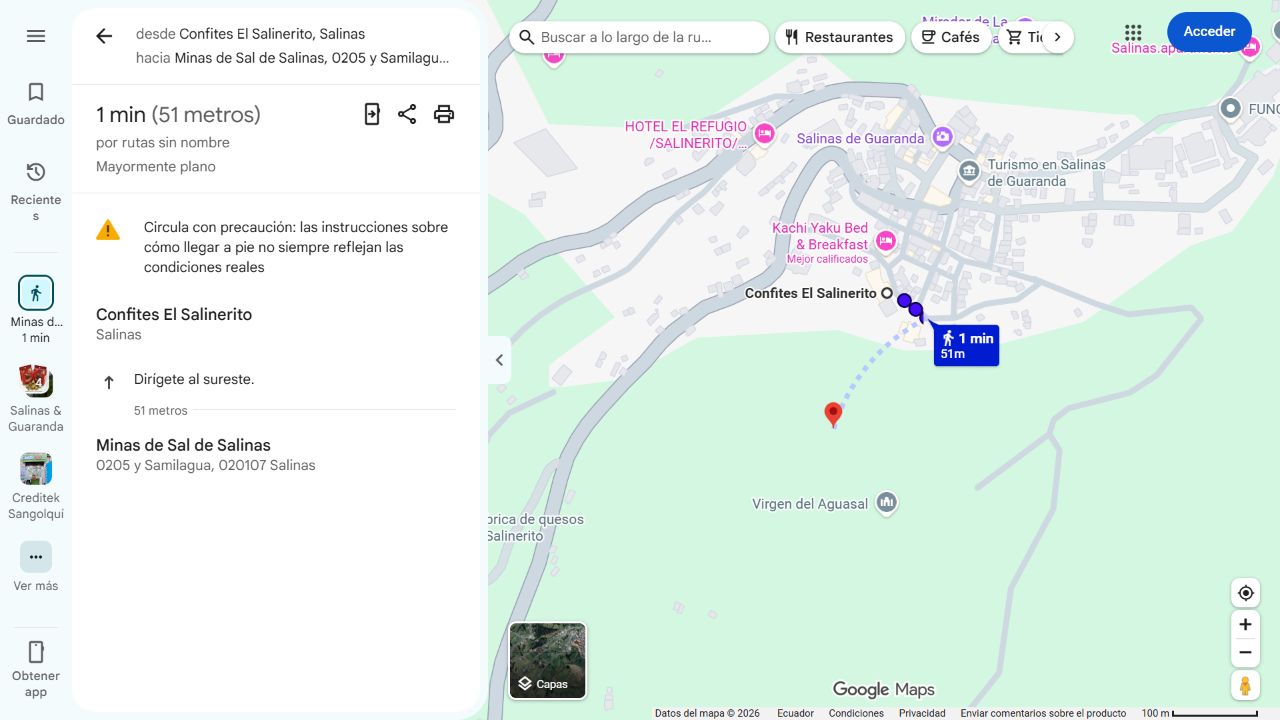 desde Confites El Salinerito, Salinas
hacia Minas de Sal de Salinas, 0205 y Samilagu...
Guardado
Reciente
s
Minas d...
1 min
Salinas &
Guaranda
Creditek
Sangolquí
Ver más
Obtener
app
1 min (51 metros)
por rutas sin nombre
Mayormente plano
Circula con precaución: las instrucciones sobre
cómo llegar a pie no siempre reflejan las
condiciones reales
Confites El Salinerito
Salinas
Dirígete al sureste.
51 metros
Minas de Sal de Salinas
0205 y Samilagua, 020107 Salinas
Buscar a lo largo de la ru...
Restaurantes
Cafés
Acceder
Mirador de La
Salinas.apartments
HOTEL EL REFUGIO
/SALINERITO/...
Salinas de Guaranda
FUNO
Turismo en Salinas
de Guaranda
Kachi Yaku Bed
& Breakfast
Mejor calificados
Confites El Salinerito
1 min
51m
Virgen del Aguasal
brica de quesos
Salinerito
Capas
Google Maps
Datos del mapa © 2026 Ecuador Condiciones Privacidad Enviar comentarios sobre el producto 100 m